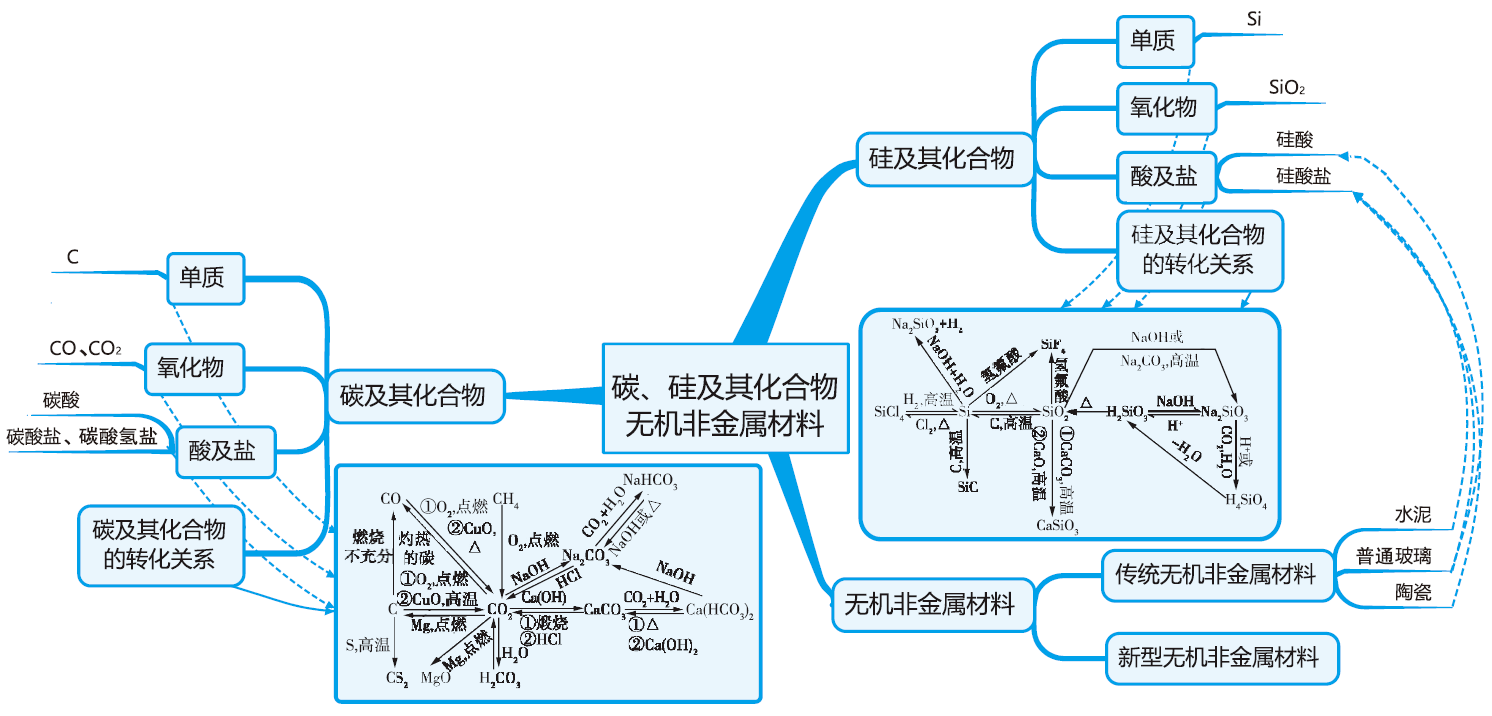 碳、硅及其化合物
无机非金属材料
硅及其化合物
单质
Si
氧化物
SiO₂
酸及盐
硅酸
硅酸盐
硅及其化合物
的转化关系
Na₂SiO₃+H₂
NaOH+H₂O
氢氟酸
SiF₄
氢氟酸
NaOH或
Na₂CO₃,高温
SiCl₄
H₂,高温
Cl₂,△
Si
O₂,△
C,高温
SiO₂
△
H₂SiO₃
NaOH
H⁺
Na₂SiO₃
C,高温
SiC
①CaCO₃,高温
②CaO,高温
CaSiO₃
-H₂O
CO₂,H₂O
H⁺或
H₄SiO₄
碳及其化合物
单质
C
氧化物
CO、CO₂
酸及盐
碳酸
碳酸盐、碳酸氢盐
碳及其化合物
的转化关系
CO
①O₂,点燃
②CuO,
△
CH₄
O₂,点燃
NaHCO₃
CO₂+H₂O
NaOH或△
燃烧
不充分
灼热
的碳
Na₂CO₃
NaOH
HCl
NaOH
①O₂,点燃
②CuO,高温
C
Mg,点燃
CO₂
Ca(OH)
①煅烧
②HCl
CaCO₃
CO₂+H₂O
①△
②Ca(OH)₂
Ca(HCO₃)₂
S,高温
CS₂
Mg,点燃
MgO
H₂O
H₂CO₃
无机非金属材料
传统无机非金属材料
水泥
普通玻璃
陶瓷
新型无机非金属材料